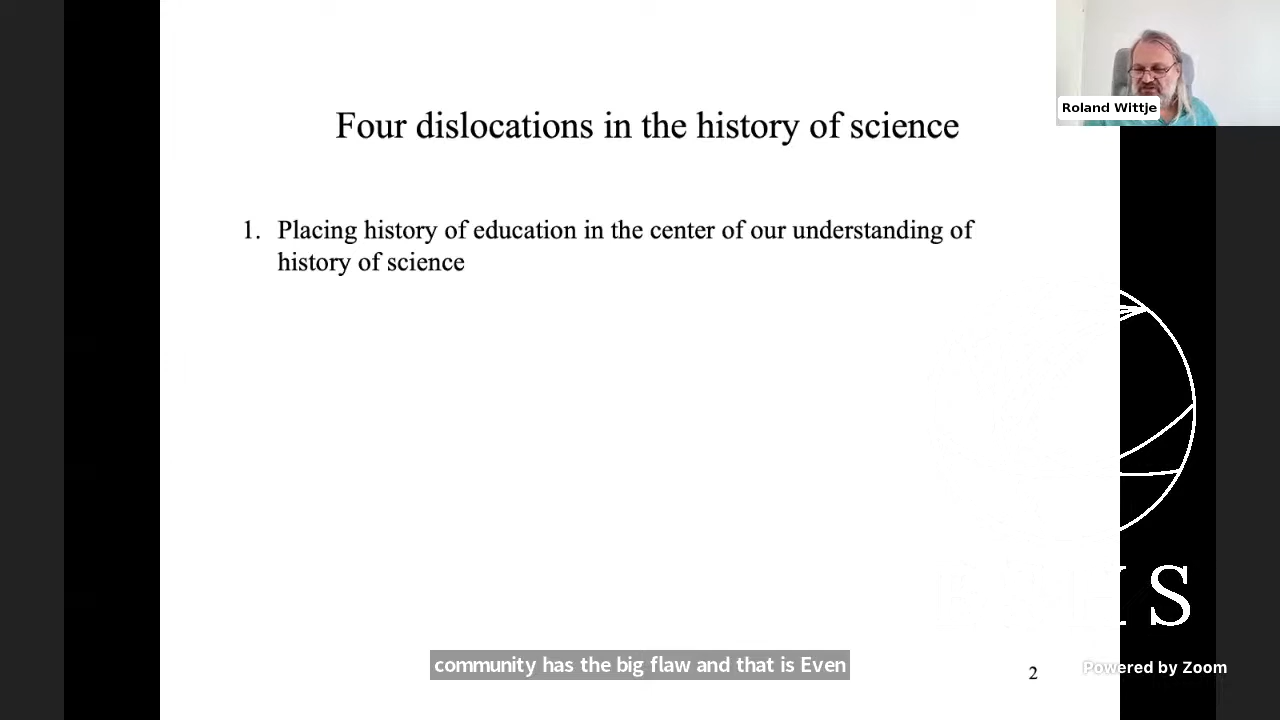 Four dislocations in the history of science
Roland Wittje
1. Placing history of education in the center of our understanding of
history of science
S
community has the big flaw and that is Even
2
Powered by Zoom